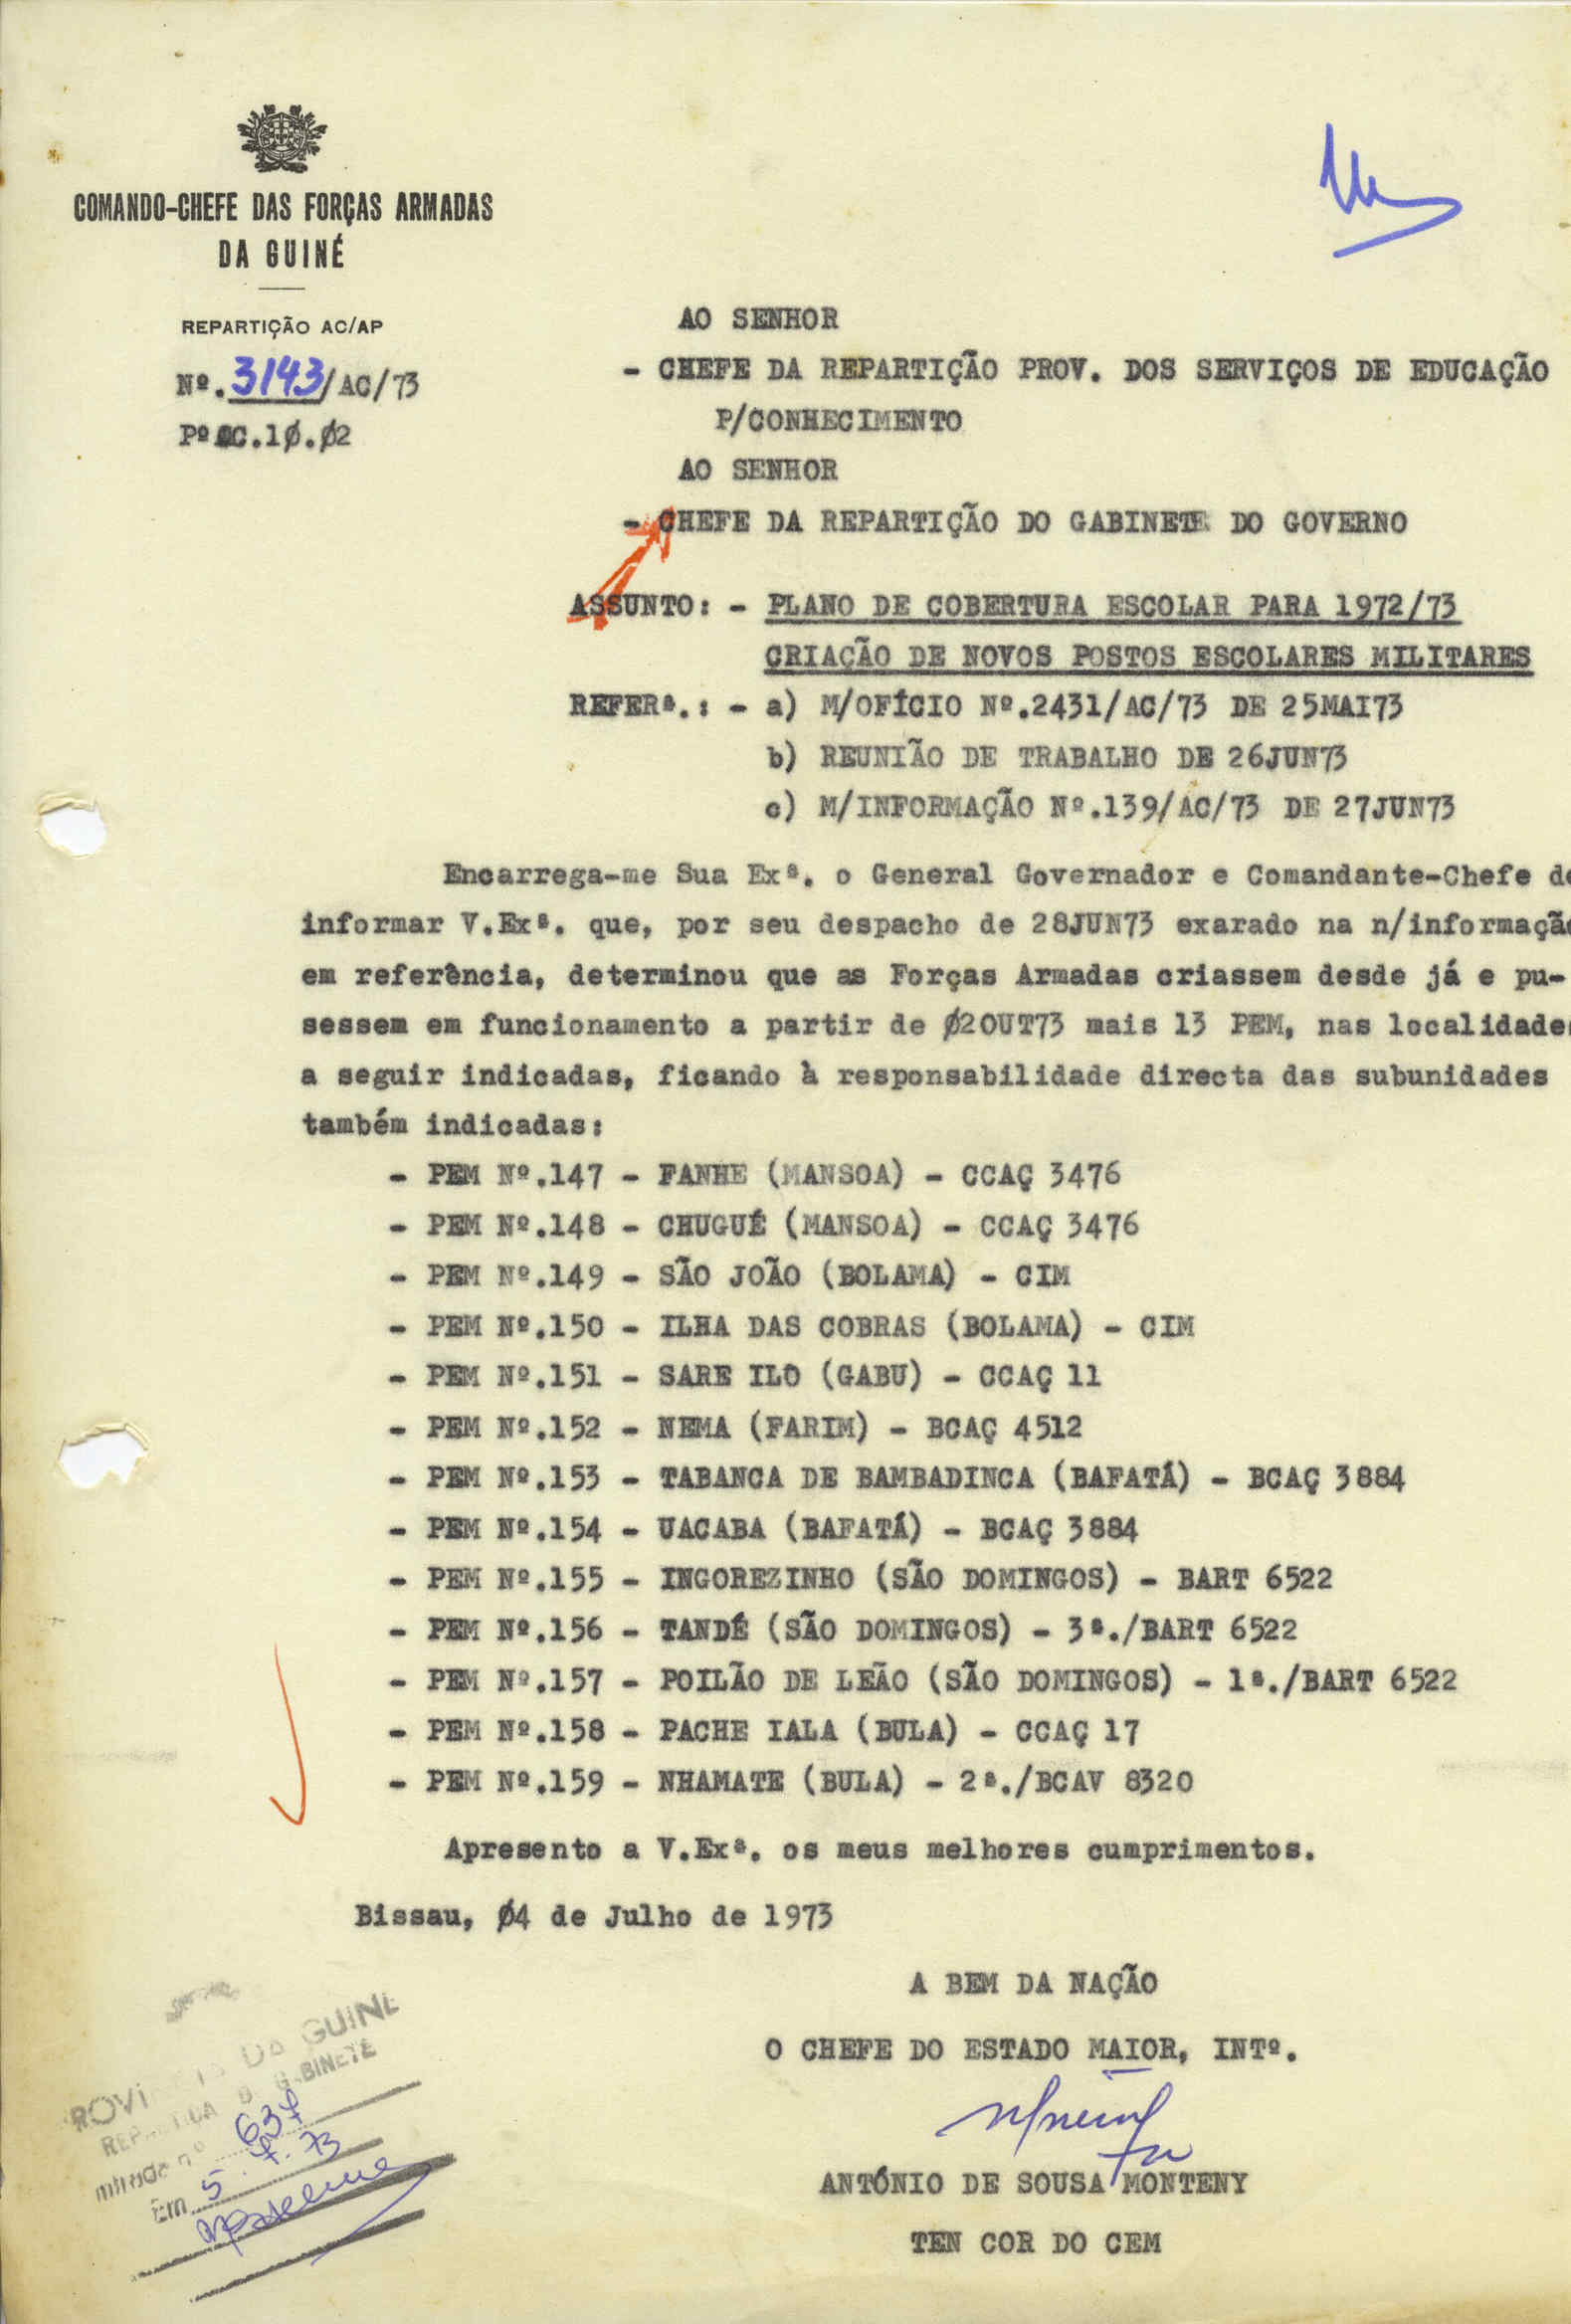 COMANDO-CHEFE DAS FORÇAS ARMADAS
DA GUINÉ
REPARTIÇÃO AC/AP
Nº.3143/AC/73
Pº AC.10.02
AO SENHOR
- CHEFE DA REPARTIÇÃO PROV. DOS SERVIÇOS DE EDUCAÇÃO
P/CONHECIMENTO
AO SENHOR
- CHEFE DA REPARTIÇÃO DO GABINETE DO GOVERNO
ASSUNTO: - PLANO DE COBERTURA ESCOLAR PARA 1972/73
CRIAÇÃO DE NOVOS POSTOS ESCOLARES MILITARES
REFERª.: - a) M/OFÍCIO Nº.2431/AC/73 DE 25MAI73
b) REUNIÃO DE TRABALHO DE 26JUN73
c) M/INFORMAÇÃO Nº.139/AC/73 DE 27JUN73
Encarrega-me Sua Exª. o General Governador e Comandante-Chefe de
informar V.Exª. que, por seu despacho de 28JUN73 exarado na n/informação
em referência, determinou que as Forças Armadas criassem desde já e pu-
sessem em funcionamento a partir de 02OUT73 mais 13 PEM, nas localidades
a seguir indicadas, ficando à responsabilidade directa das subunidades
também indicadas:
- PEM Nº.147 - FANHE (MANSOA) - CCAÇ 3476
- PEM Nº.148 - CHUGUÉ (MANSOA) - CCAÇ 3476
- PEM Nº.149 - SÃO JOÃO (BOLAMA) - CIM
- PEM Nº.150 - ILHA DAS COBRAS (BOLAMA) - CIM
- PEM Nº.151 - SARE ILO (GABU) - CCAÇ 11
- PEM Nº.152 - NEMA (FARIM) - BCAÇ 4512
- PEM Nº.153 - TABANCA DE BAMBADINCA (BAFATÁ) - BCAÇ 3884
- PEM Nº.154 - UACABA (BAFATÁ) - BCAÇ 3884
- PEM Nº.155 - INGOREZINHO (SÃO DOMINGOS) - BART 6522
- PEM Nº.156 - TANDÉ (SÃO DOMINGOS) - 3ª./BART 6522
- PEM Nº.157 - POILÃO DE LEÃO (SÃO DOMINGOS) - 1ª./BART 6522
- PEM Nº.158 - PACHE IALA (BULA) - CCAÇ 17
- PEM Nº.159 - NHAMATE (BULA) - 2ª./BCAV 8320
Apresento a V.Exª. os meus melhores cumprimentos.
Bissau, 04 de Julho de 1973
A BEM DA NAÇÃO
O CHEFE DO ESTADO MAIOR, INTº.
ANTÓNIO DE SOUSA MONTENY
TEN COR DO CEM
GUINÉ
GABINETE
637
Em 5.7.73